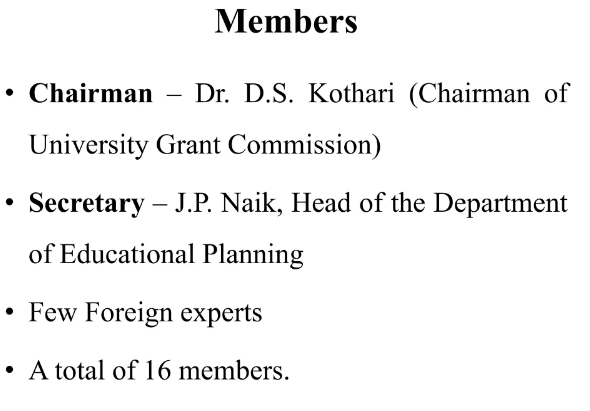 Members
• Chairman – Dr. D.S. Kothari (Chairman of
University Grant Commission)
• Secretary – J.P. Naik, Head of the Department
of Educational Planning
• Few Foreign experts
• A total of 16 members.